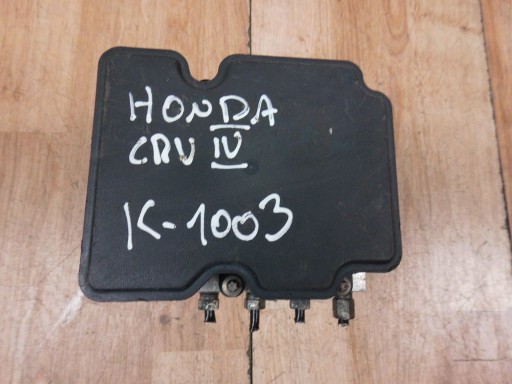 HONDA
CRV IV
K-1003